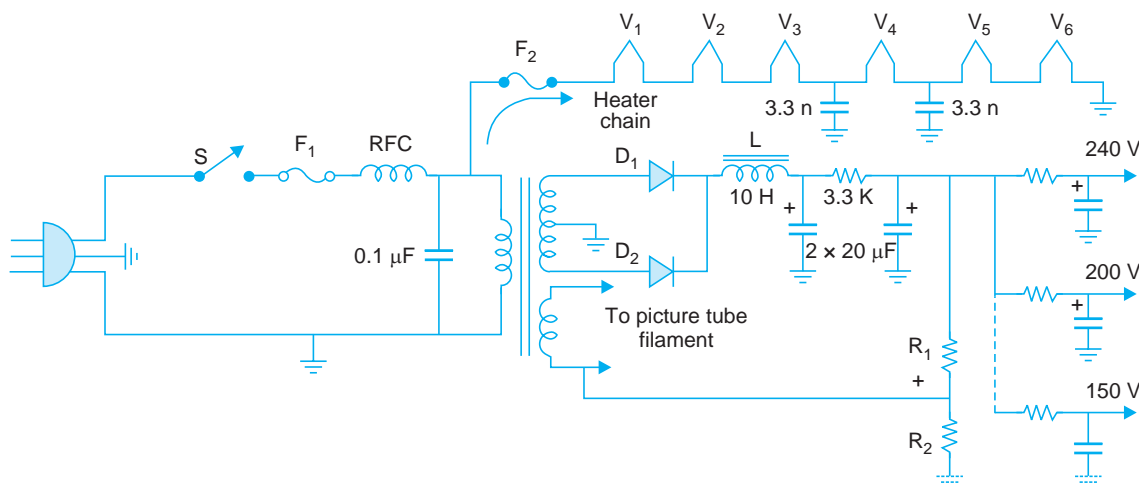 V1 V2 V3 V4 V5 V6
F2
Heater
chain
3.3 n 3.3 n
S F1 RFC
D1 L
240 V
10 H 3.3 K
+ + +
0.1 μF
D2
2 × 20 μF
200 V
+
To picture tube
filament
R1
+
150 V
R2